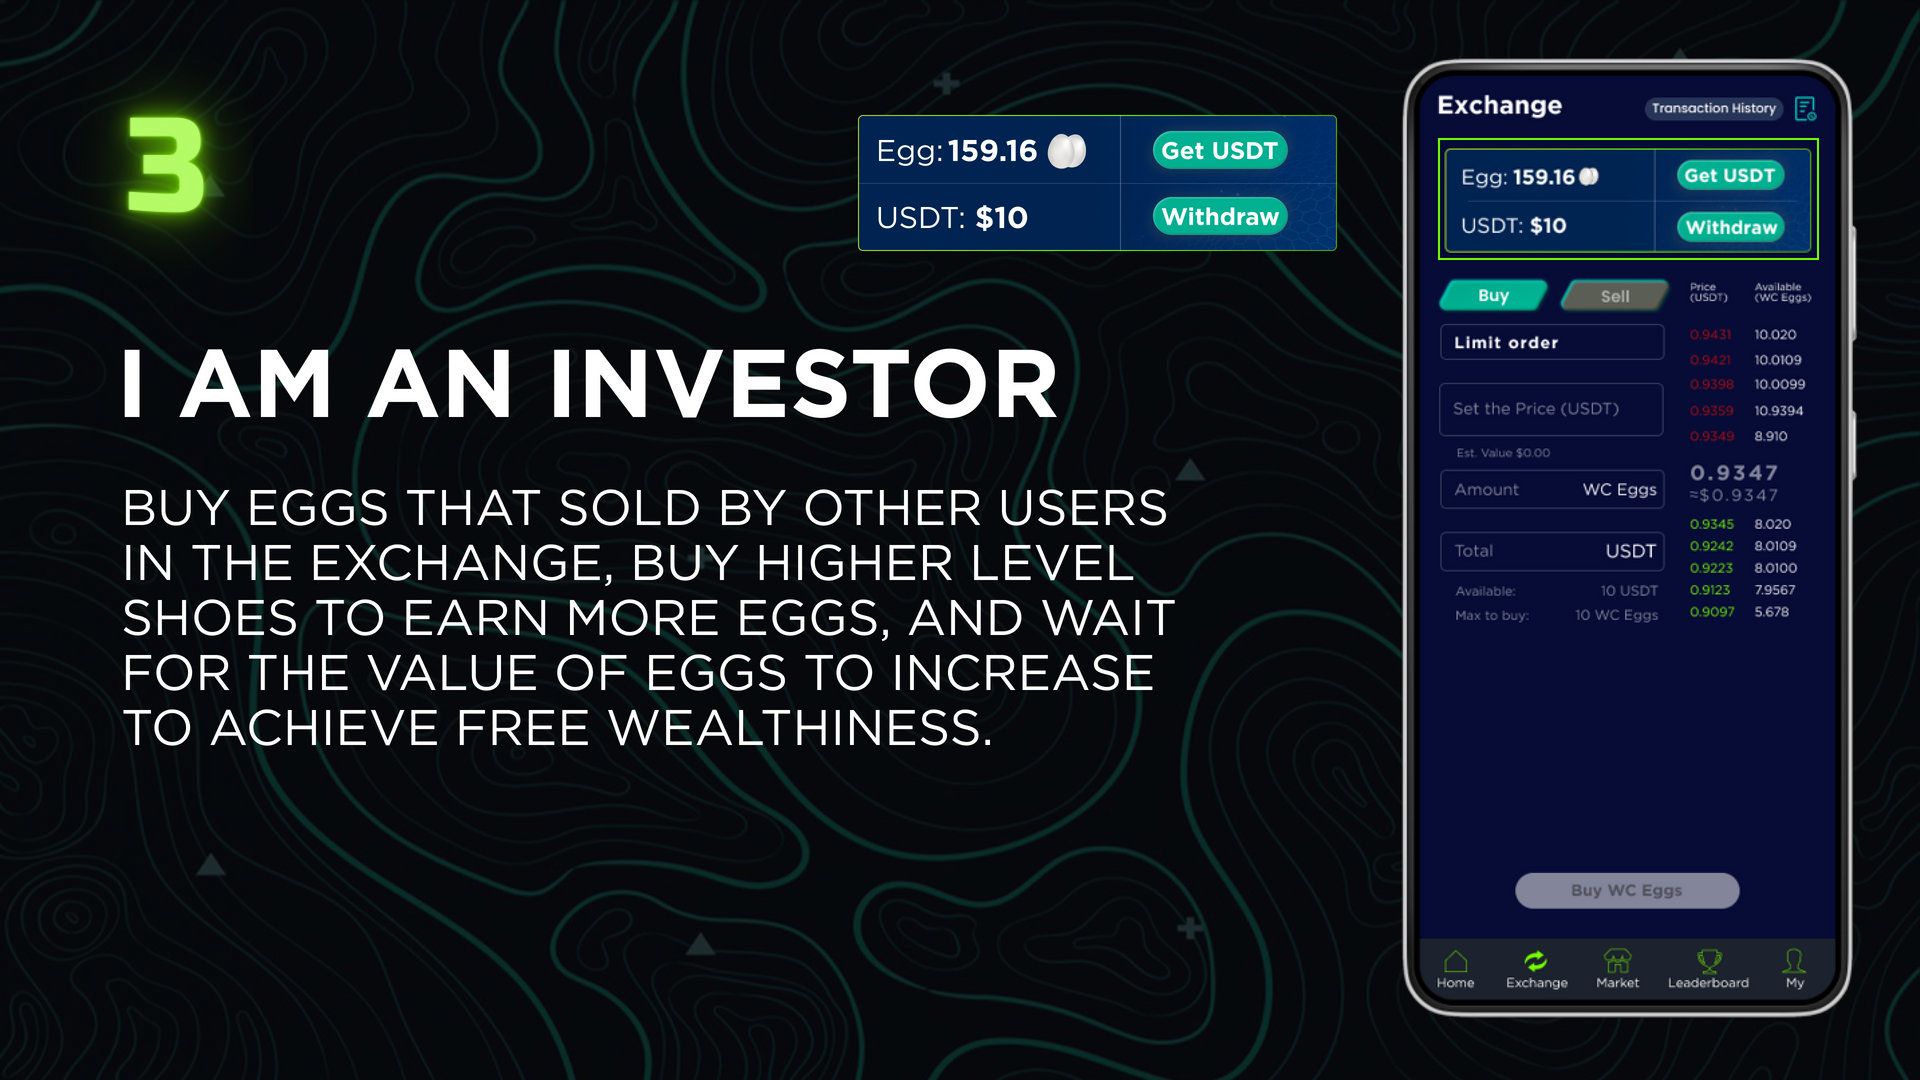 3
Egg: 159.16
Get USDT
USDT: $10
Withdraw
I AM AN INVESTOR
BUY EGGS THAT SOLD BY OTHER USERS
IN THE EXCHANGE, BUY HIGHER LEVEL
SHOES TO EARN MORE EGGS, AND WAIT
FOR THE VALUE OF EGGS TO INCREASE
TO ACHIEVE FREE WEALTHINESS.
Exchange
Transaction History
Egg: 159.16
Get USDT
USDT: $10
Withdraw
Buy
Sell
Limit order
Set the Price (USDT)
Est. Value $0.00
Amount WC Eggs
Total USDT
Available: 10 USDT
Max to buy: 10 WC Eggs
Price
(USDT)
Available
(WC Eggs)
0.9431 10.020
0.9421 10.0109
0.9398 10.0099
0.9359 10.9394
0.9349 8.910
0.9347
≈$0.9347
0.9345 8.020
0.9242 8.0109
0.9223 8.0100
0.9123 7.9567
0.9097 5.678
Buy WC Eggs
Home
Exchange
Market
Leaderboard
My